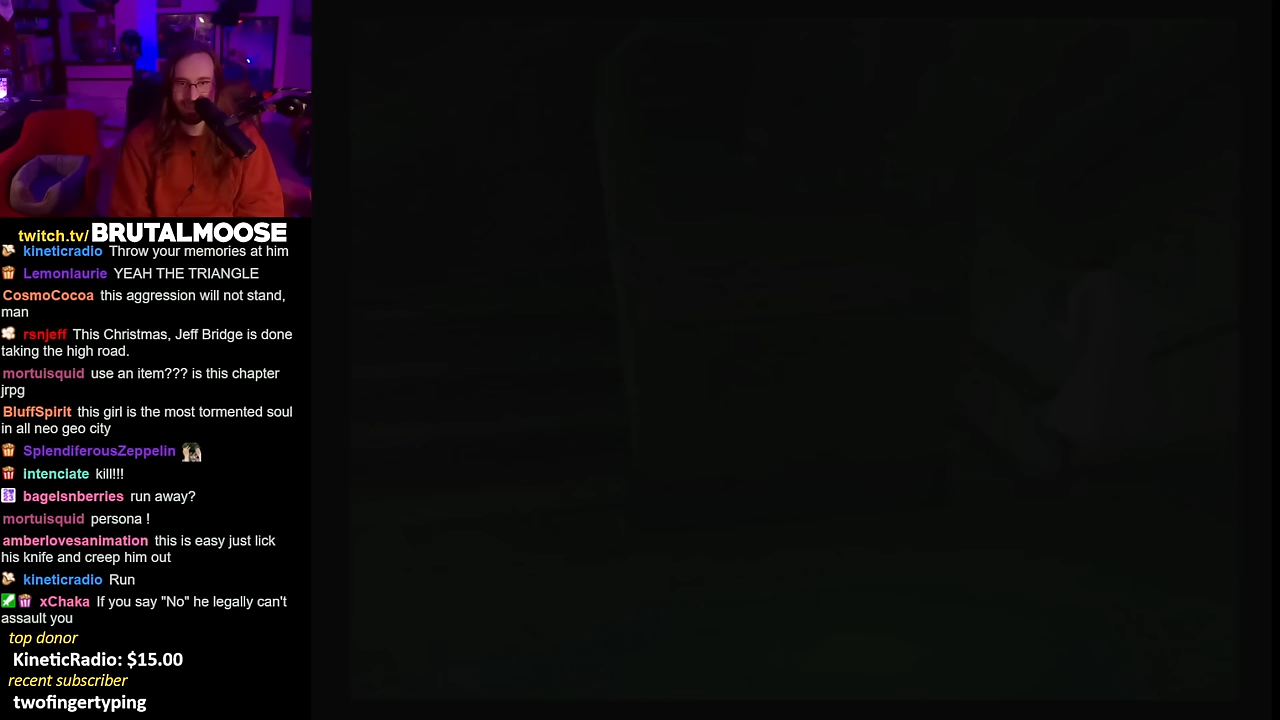 twitch.tv/BRUTALMOOSE
kineticradio Throw your memories at him
Lemonlaurie YEAH THE TRIANGLE
CosmoCocoa this aggression will not stand,
man
rsnjeff This Christmas, Jeff Bridge is done
taking the high road.
mortuisquid use an item??? is this chapter
jrpg
BluffSpirit this girl is the most tormented soul
in all neo geo city
SplendiferousZeppelin
intenciate kill!!!
bagelsnberries run away?
mortuisquid persona !
amberlovesanimation this is easy just lick
his knife and creep him out
kineticradio Run
xChaka If you say "No" he legally can't
assault you
top donor
KineticRadio: $15.00
recent subscriber
twofingertyping